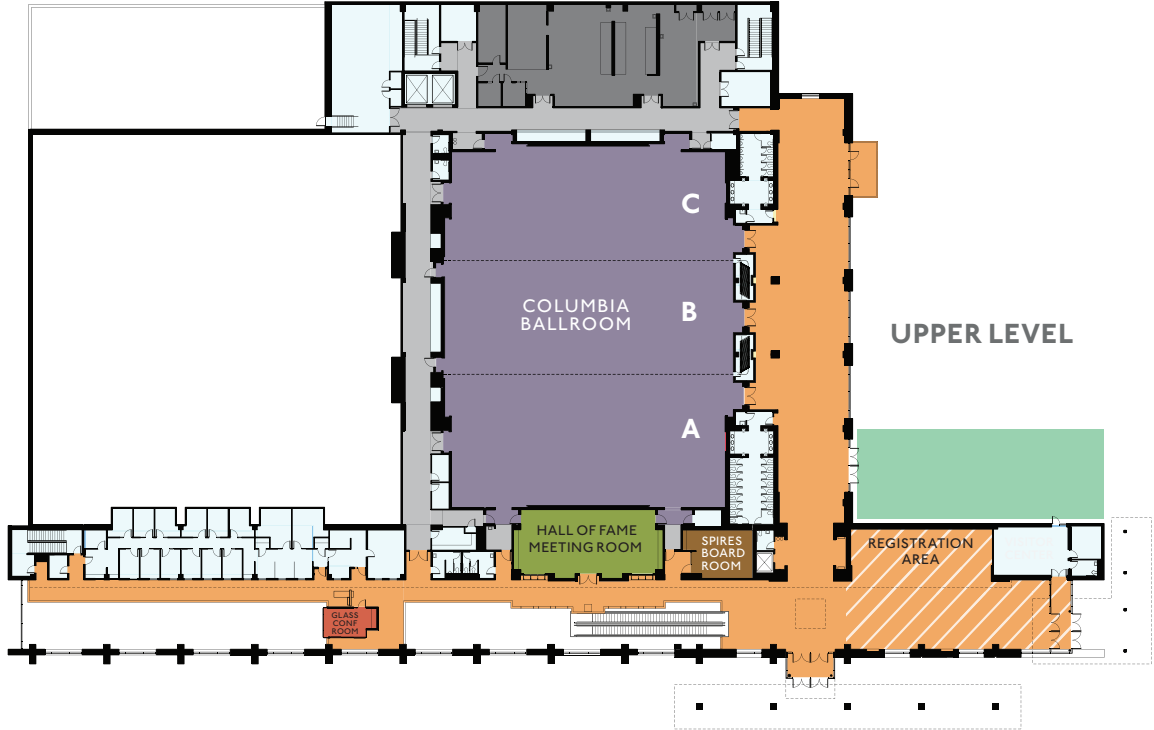 C
COLUMBIA
BALLROOM
B
UPPER LEVEL
A
HALL OF FAME
MEETING ROOM
SPIRES
BOARD
ROOM
REGISTRATION
AREA
GLASS
CONF
ROOM